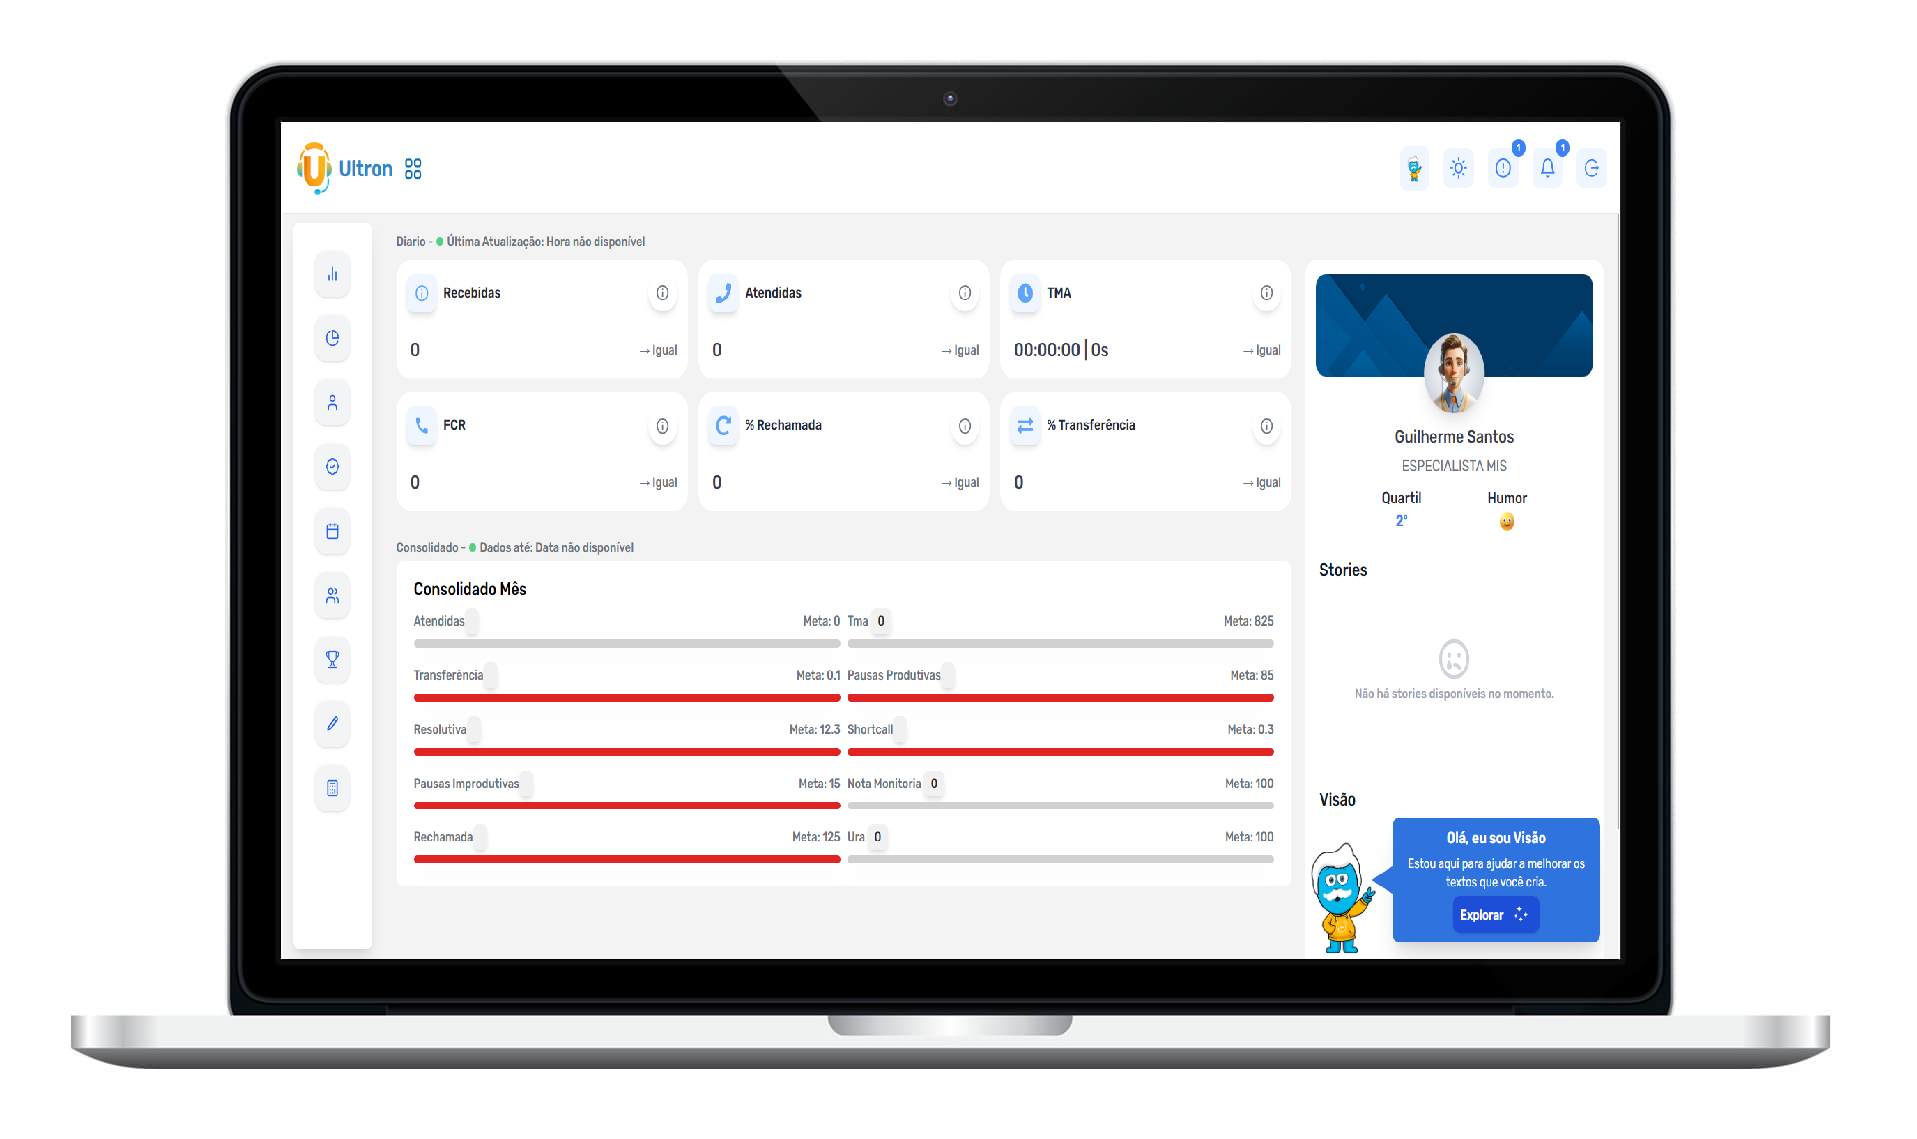 U Ultron
1
1
Diario - Última Atualização: Hora não disponível
Recebidas
0
→ Igual
Atendidas
0
→ Igual
TMA
00:00:00 | 0s
→ Igual
FCR
0
→ Igual
% Rechamada
0
→ Igual
% Transferência
0
→ Igual
Consolidado - Dados até: Data não disponível
Consolidado Mês
Atendidas Meta: 0
Tma 0 Meta: 825
Transferência Meta: 0.1
Pausas Produtivas Meta: 85
Resolutiva Meta: 12.3
Shortcall Meta: 0.3
Pausas Improdutivas Meta: 15
Nota Monitoria 0 Meta: 100
Rechamada Meta: 125
Ura 0 Meta: 100
Guilherme Santos
ESPECIALISTA MIS
Quartil Humor
2°
Stories
Não há stories disponíveis no momento.
Visão
Olá, eu sou Visão
Estou aqui para ajudar a melhorar os
textos que você cria.
Explorar